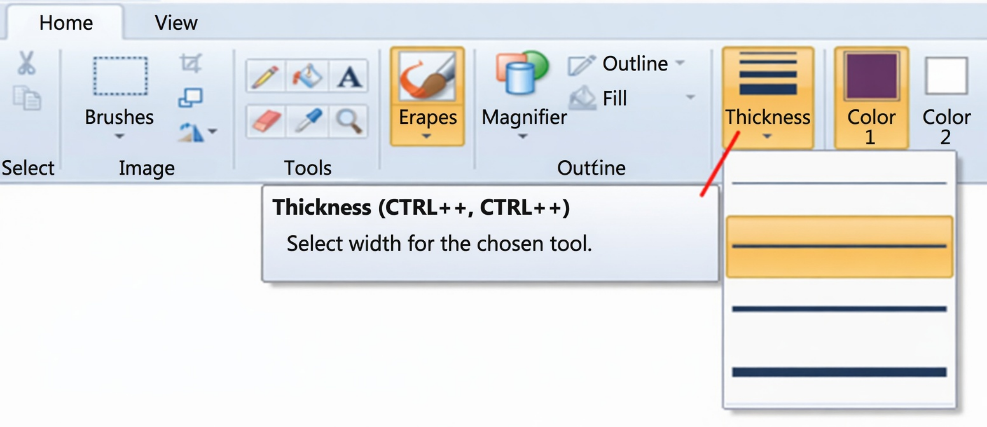 Home View
Outline
Fill
Brushes Erapes Magnifier Thickness Color 1 Color 2
Select Image Tools Outtine
Thickness (CTRL++, CTRL++)
Select width for the chosen tool.